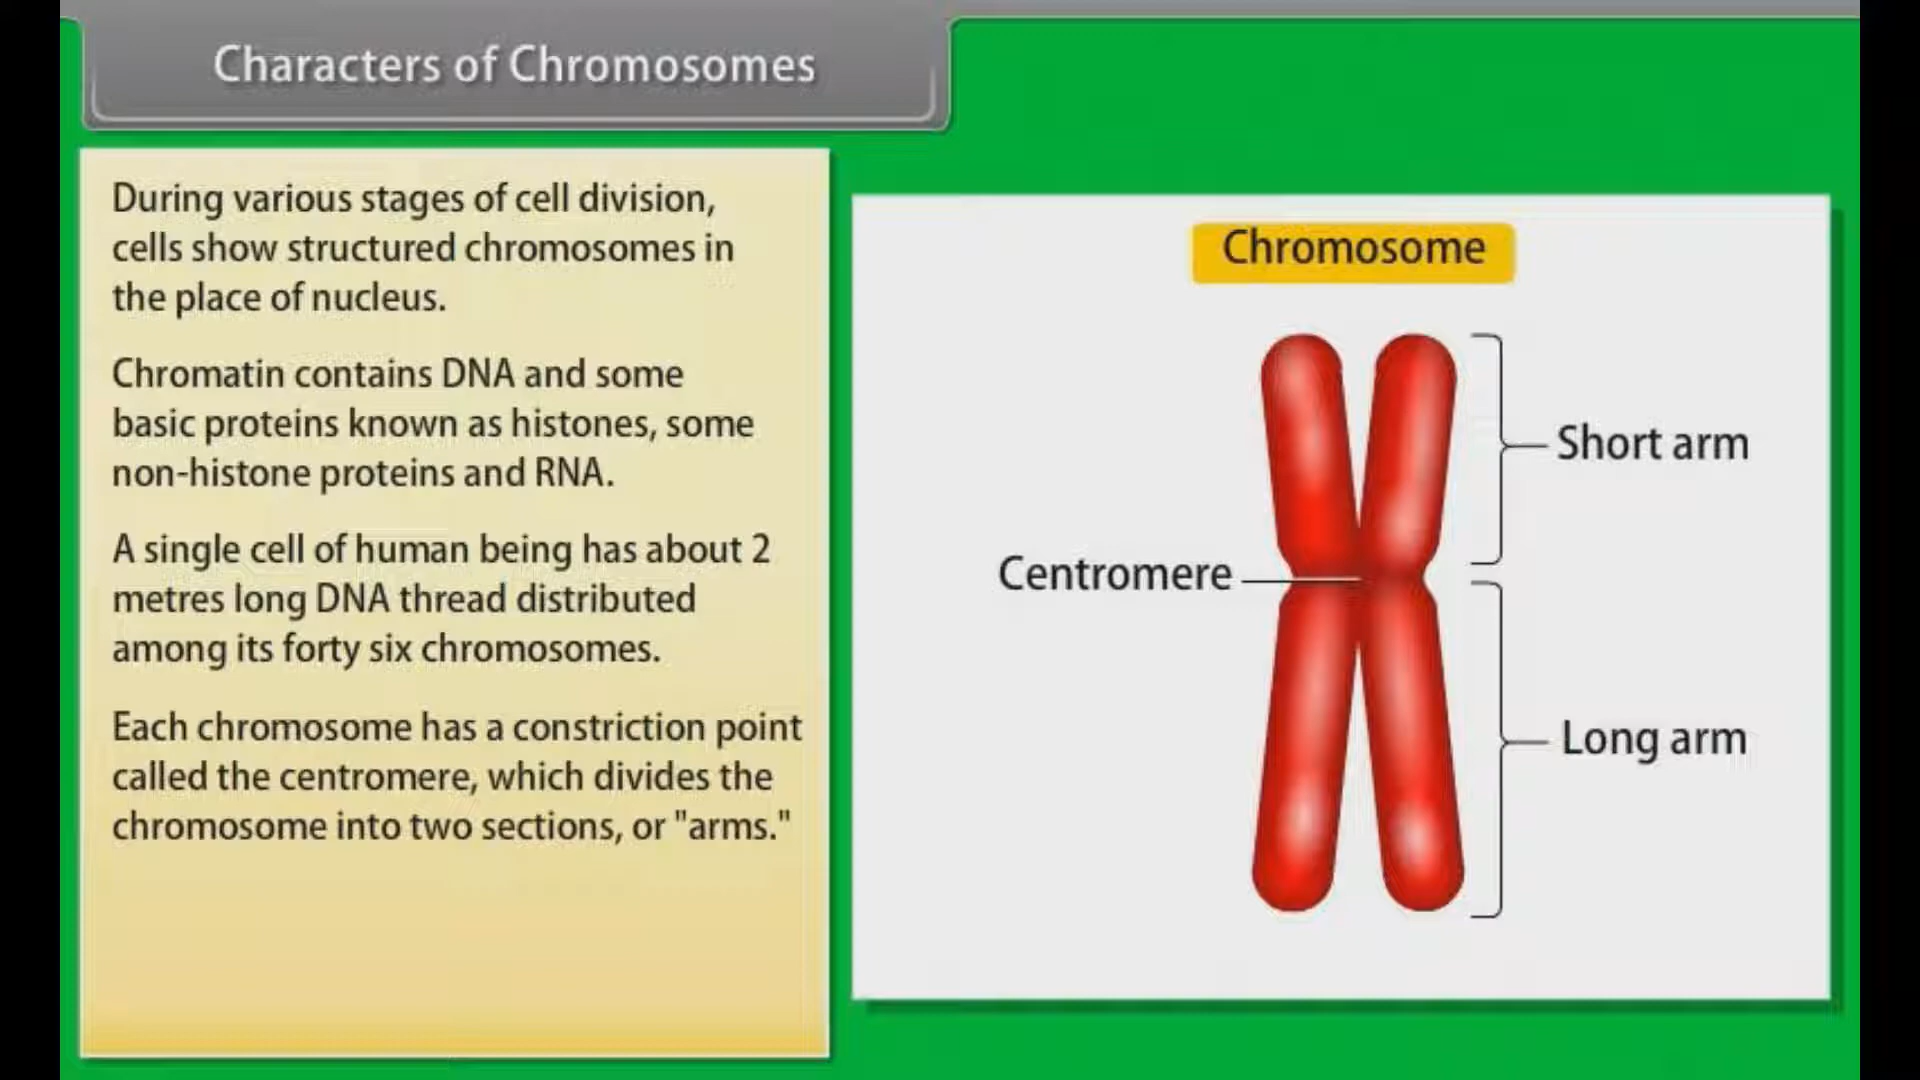 Characters of Chromosomes
During various stages of cell division,
cells show structured chromosomes in
the place of nucleus.
Chromatin contains DNA and some
basic proteins known as histones, some
non-histone proteins and RNA.
A single cell of human being has about 2
metres long DNA thread distributed
among its forty six chromosomes.
Each chromosome has a constriction point
called the centromere, which divides the
chromosome into two sections, or "arms."
Chromosome
Short arm
Centromere
Long arm